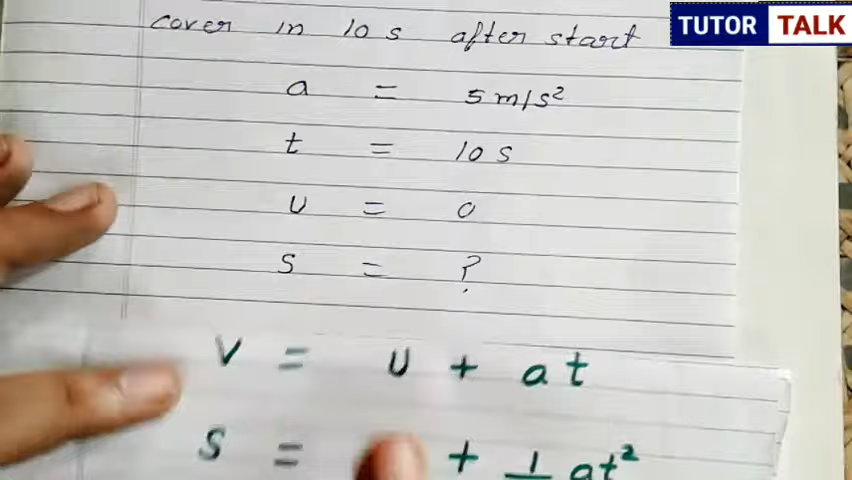 TUTOR TALK
cover in 10 s after start
a = 5 m/s²
t = 10 s
u = 0
s = ?
v = u + at
s = + 1 at²